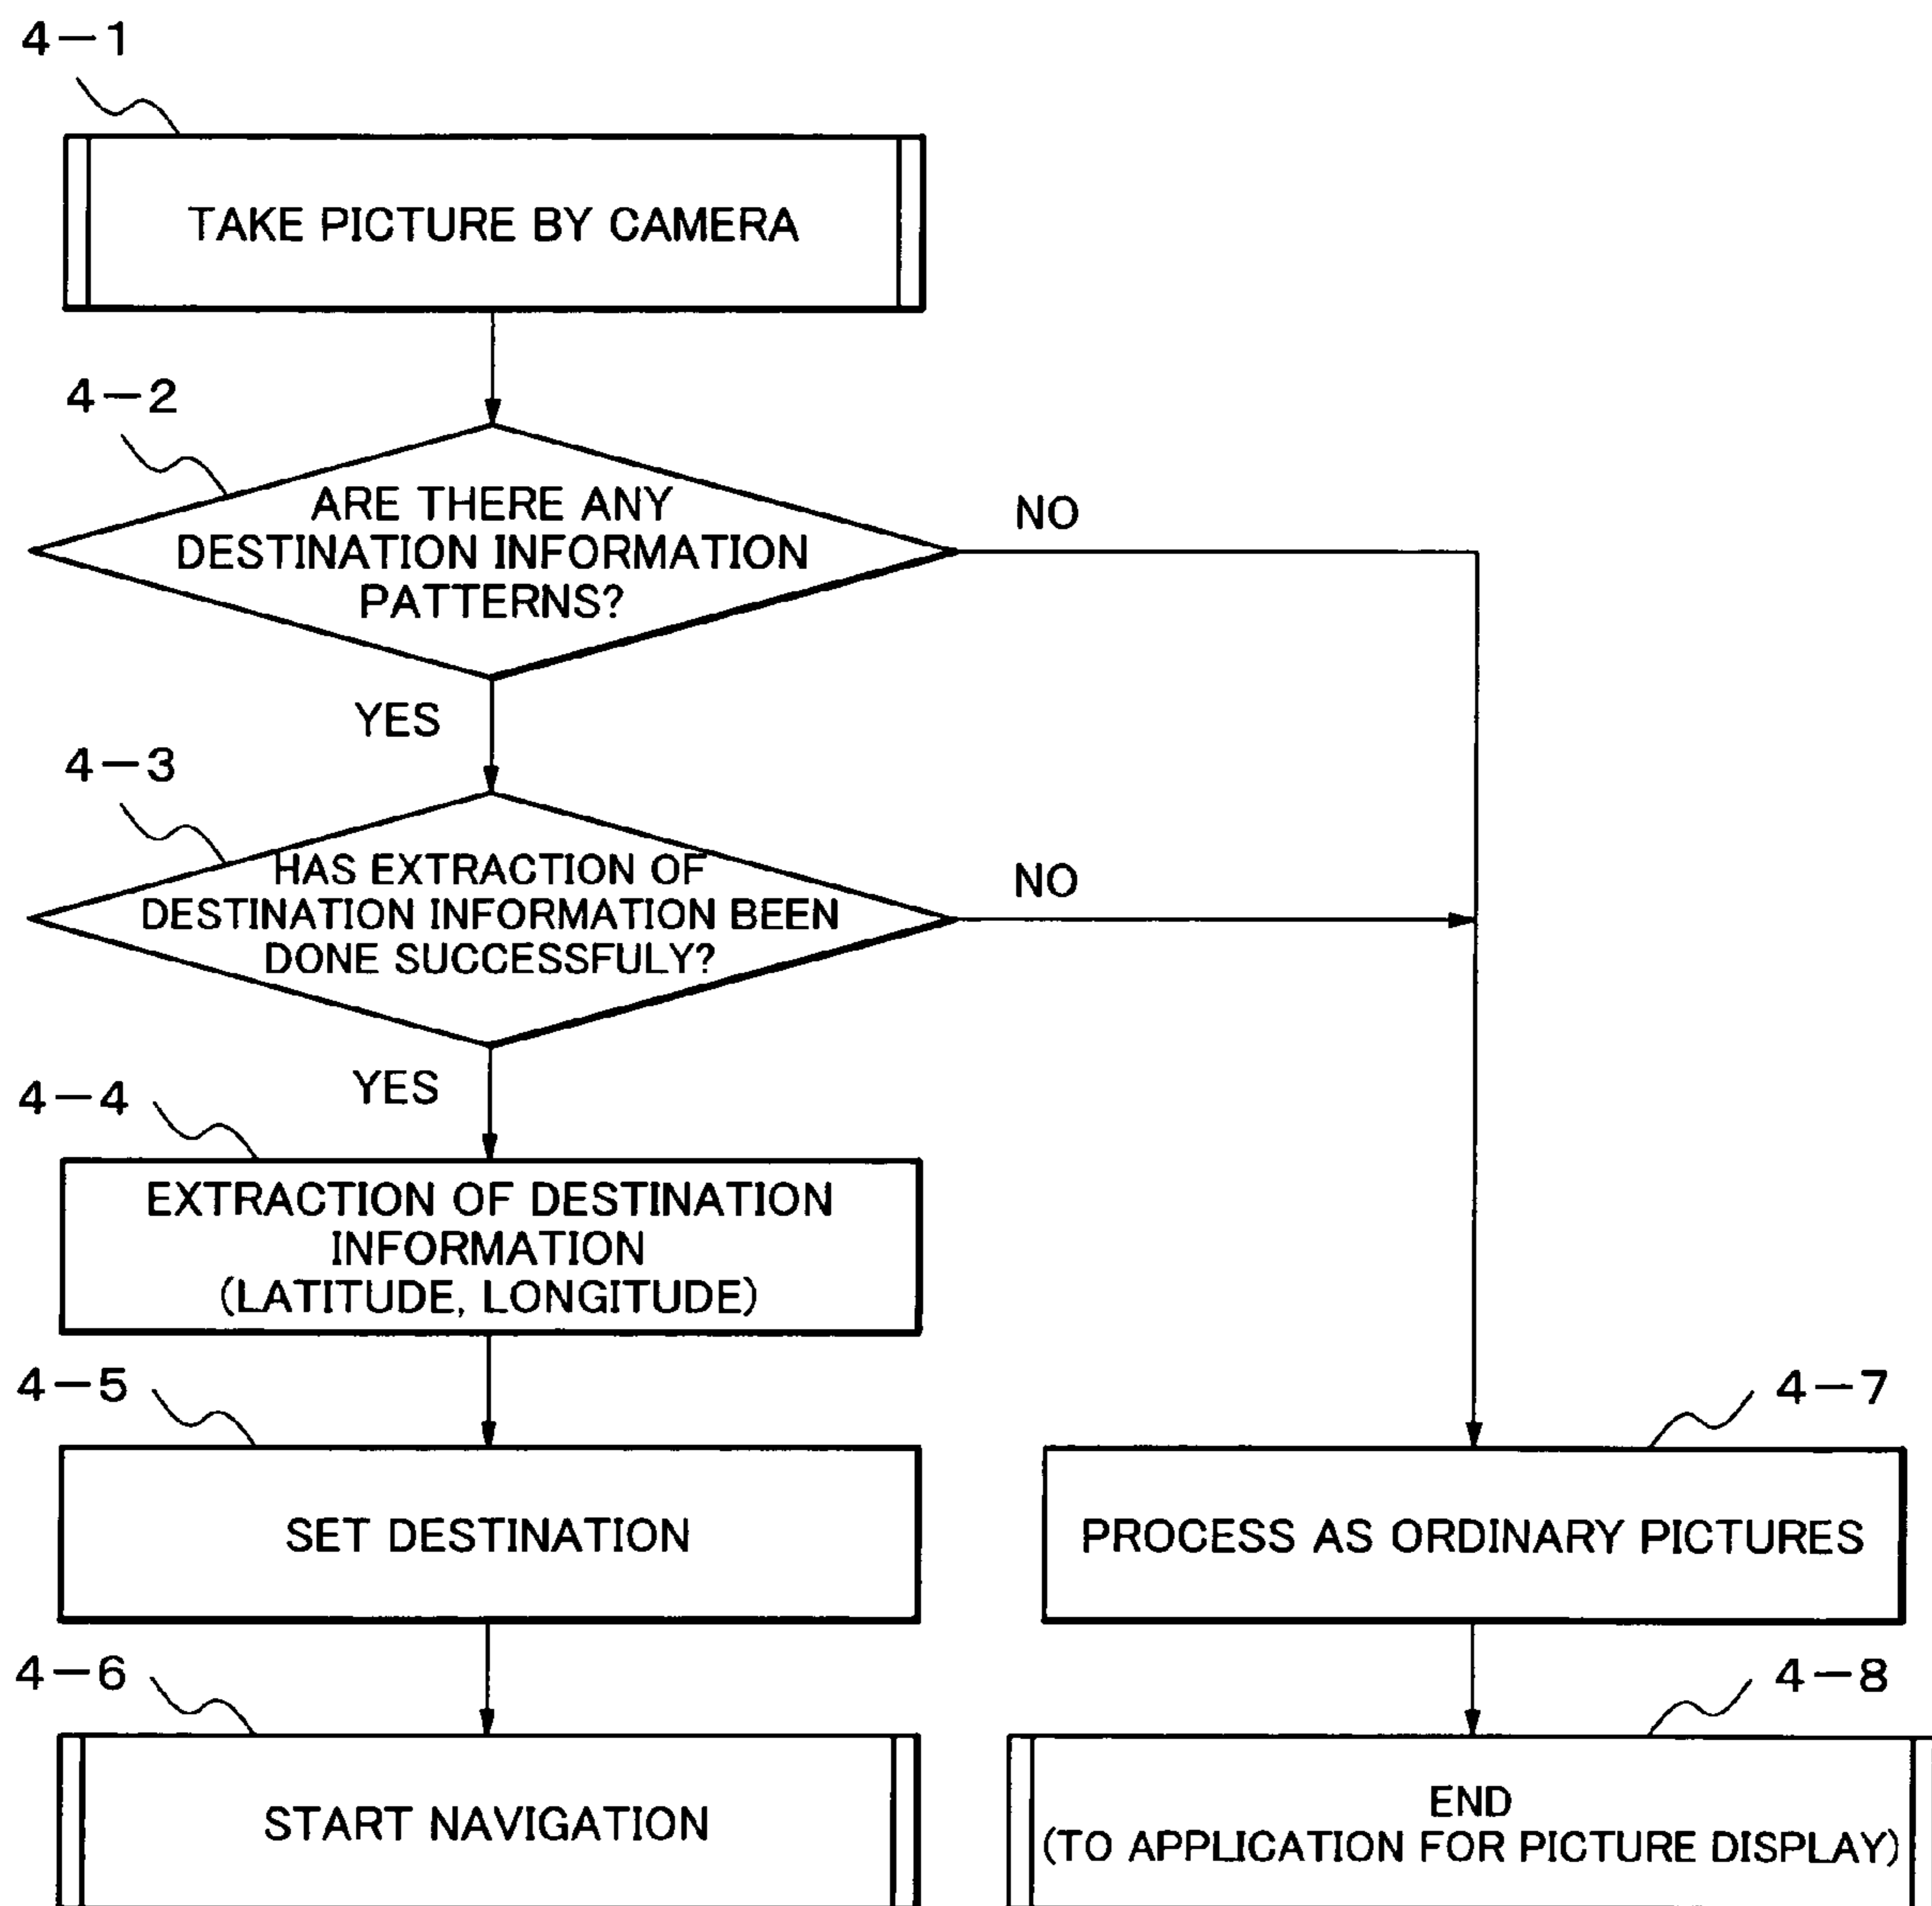 4-1
TAKE PICTURE BY CAMERA
4-2
ARE THERE ANY
DESTINATION INFORMATION
PATTERNS?
NO
YES
4-3
HAS EXTRACTION OF
DESTINATION INFORMATION BEEN
DONE SUCCESSFULY?
NO
YES
4-4
EXTRACTION OF DESTINATION
INFORMATION
(LATITUDE, LONGITUDE)
4-5
SET DESTINATION
4-7
PROCESS AS ORDINARY PICTURES
4-6
START NAVIGATION
4-8
END
(TO APPLICATION FOR PICTURE DISPLAY)